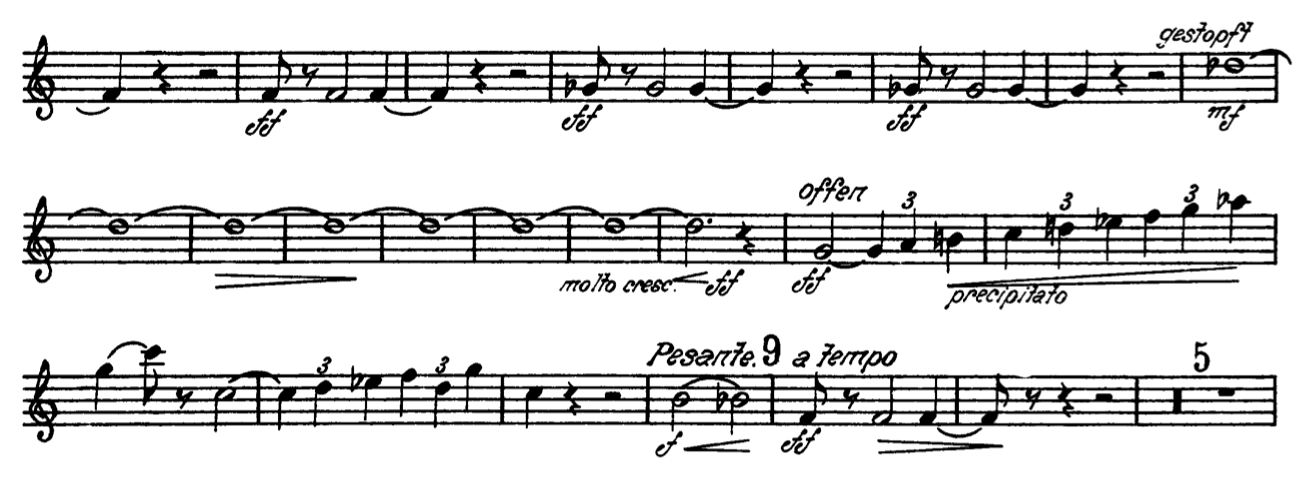 gestopft
ff ff ff mf
offen
3 3 3
molto cresc. ff ff
precipitato
Pesante. 9 a tempo 5
3 3
f ff